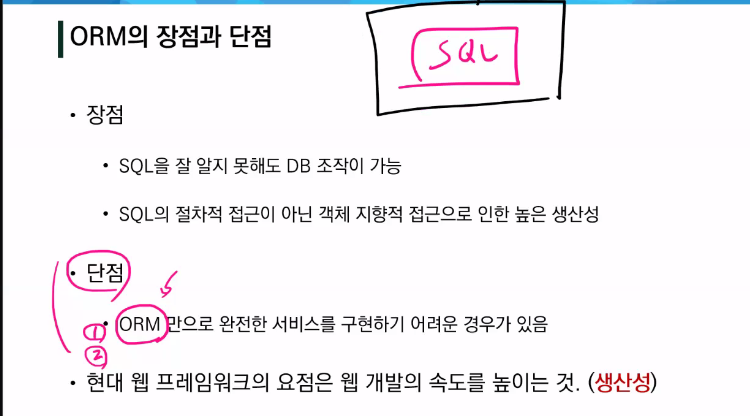 ORM의 장점과 단점
SQL
• 장점
• SQL을 잘 알지 못해도 DB 조작이 가능
• SQL의 절차적 접근이 아닌 객체 지향적 접근으로 인한 높은 생산성
• 단점
• ORM 만으로 완전한 서비스를 구현하기 어려운 경우가 있음
①
②
• 현대 웹 프레임워크의 요점은 웹 개발의 속도를 높이는 것. (생산성)